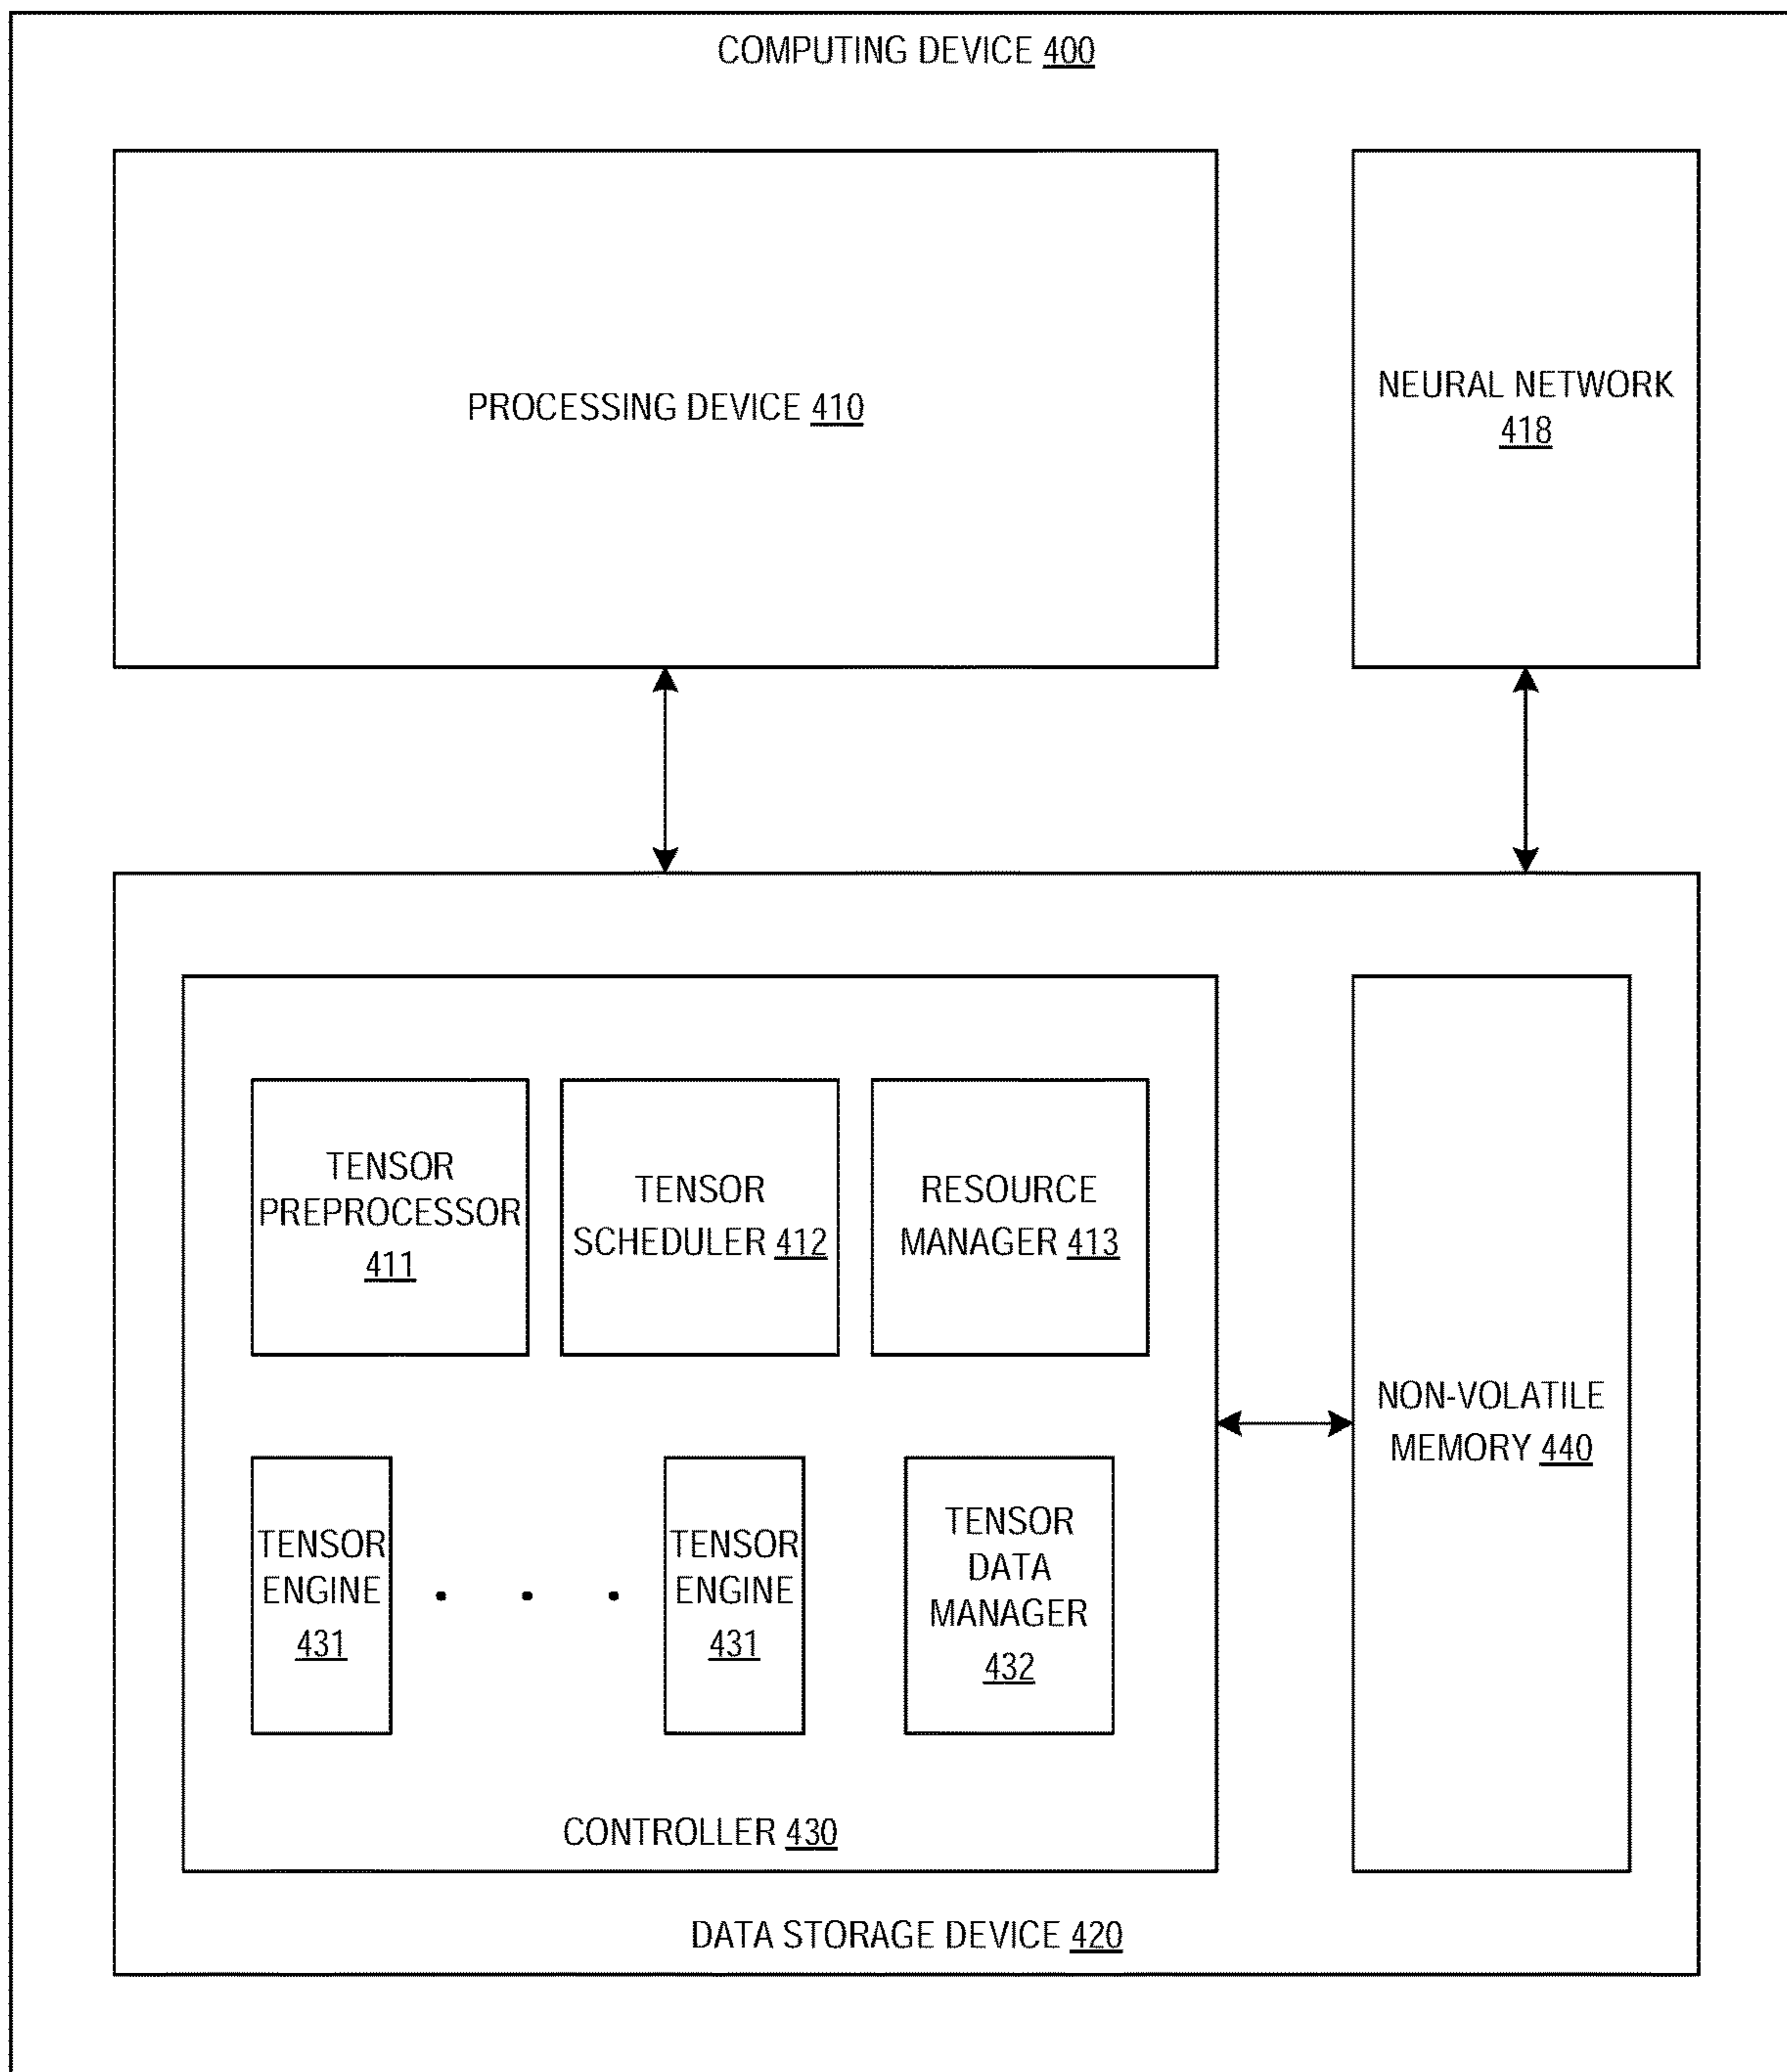 COMPUTING DEVICE 400
PROCESSING DEVICE 410
NEURAL NETWORK
418
TENSOR
PREPROCESSOR
411
TENSOR
SCHEDULER 412
RESOURCE
MANAGER 413
NON-VOLATILE
MEMORY 440
TENSOR
ENGINE
431
TENSOR
ENGINE
431
TENSOR
DATA
MANAGER
432
CONTROLLER 430
DATA STORAGE DEVICE 420